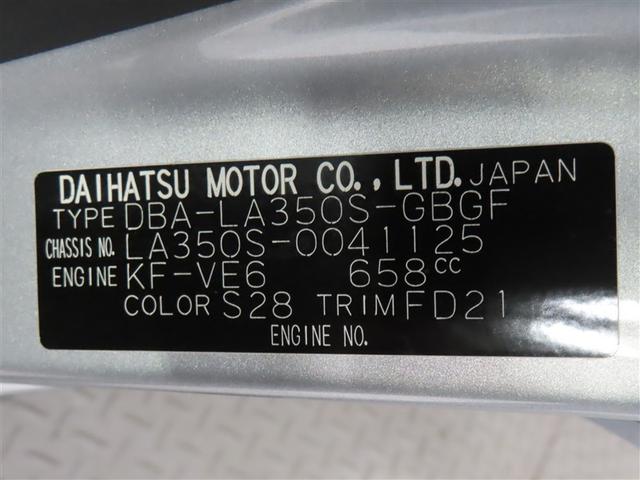 DAIHATSU MOTOR CO., LTD. JAPAN
TYPE DBA-LA350S-GBGF
CHASSIS NO. LA350S-0041125
ENGINE KF-VE6 658cc
COLOR S28 TRIM FD21
ENGINE NO.